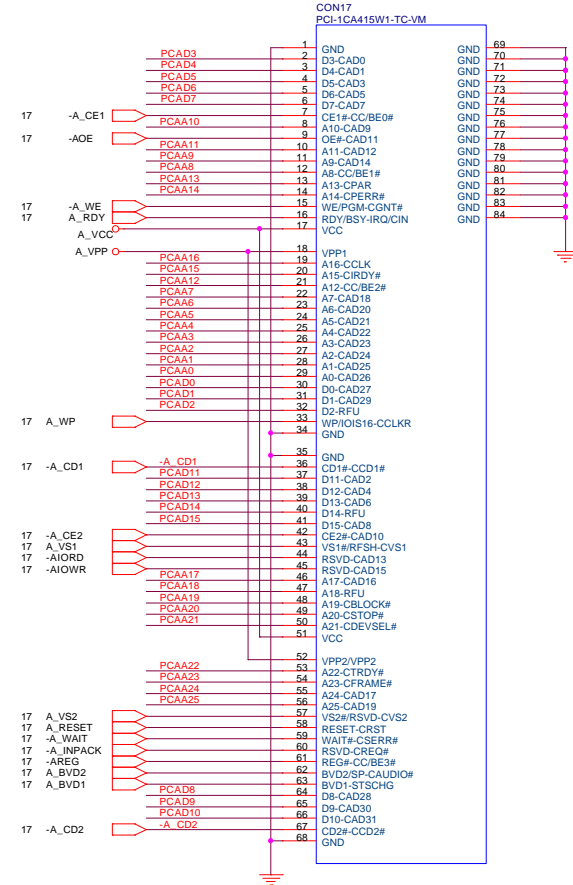 CON17
PCI-1CA415W1-TC-VM
1 GND GND 69
PCAD3 2 D3-CAD0 GND 70
PCAD4 3 D4-CAD1 GND 71
PCAD5 4 D5-CAD3 GND 72
PCAD6 5 D6-CAD5 GND 73
PCAD7 6 D7-CAD7 GND 74
17 -A_CE1 7 CE1#-CC/BE0# GND 75
PCAA10 8 A10-CAD9 GND 76
17 -AOE 9 OE#-CAD11 GND 77
PCAA11 10 A11-CAD12 GND 78
PCAA9 11 A9-CAD14 GND 79
PCAA8 12 A8-CC/BE1# GND 80
PCAA13 13 A13-CPAR GND 81
PCAA14 14 A14-CPERR# GND 82
17 -A_WE 15 WE/PGM-CGNT# GND 83
17 A_RDY 16 RDY/BSY-IRQ/CIN GND 84
A_VCC 17 VCC
A_VPP 18 VPP1
PCAA16 19 A16-CCLK
PCAA15 20 A15-CIRDY#
PCAA12 21 A12-CC/BE2#
PCAA7 22 A7-CAD18
PCAA6 23 A6-CAD20
PCAA5 24 A5-CAD21
PCAA4 25 A4-CAD22
PCAA3 26 A3-CAD23
PCAA2 27 A2-CAD24
PCAA1 28 A1-CAD25
PCAA0 29 A0-CAD26
PCAD0 30 D0-CAD27
PCAD1 31 D1-CAD29
PCAD2 32 D2-RFU
17 A_WP 33 WP/IOIS16-CCLKR
34 GND
35 GND
17 -A_CD1 -A_CD1 36 CD1#-CCD1#
PCAD11 37 D11-CAD2
PCAD12 38 D12-CAD4
PCAD13 39 D13-CAD6
PCAD14 40 D14-RFU
PCAD15 41 D15-CAD8
17 -A_CE2 42 CE2#-CAD10
17 A_VS1 43 VS1#/RFSH-CVS1
17 -AIORD 44 RSVD-CAD13
17 -AIOWR 45 RSVD-CAD15
PCAA17 46 A17-CAD16
PCAA18 47 A18-RFU
PCAA19 48 A19-CBLOCK#
PCAA20 49 A20-CSTOP#
PCAA21 50 A21-CDEVSEL#
51 VCC
52 VPP2/VPP2
PCAA22 53 A22-CTRDY#
PCAA23 54 A23-CFRAME#
PCAA24 55 A24-CAD17
PCAA25 56 A25-CAD19
17 A_VS2 57 VS2#/RSVD-CVS2
17 A_RESET 58 RESET-CRST
17 -A_WAIT 59 WAIT#-CSERR#
17 -A_INPACK 60 RSVD-CREQ#
17 -AREG 61 REG#-CC/BE3#
17 A_BVD2 62 BVD2/SP-CAUDIO#
17 A_BVD1 63 BVD1-STSCHG
PCAD8 64 D8-CAD28
PCAD9 65 D9-CAD30
PCAD10 66 D10-CAD31
17 -A_CD2 -A_CD2 67 CD2#-CCD2#
68 GND